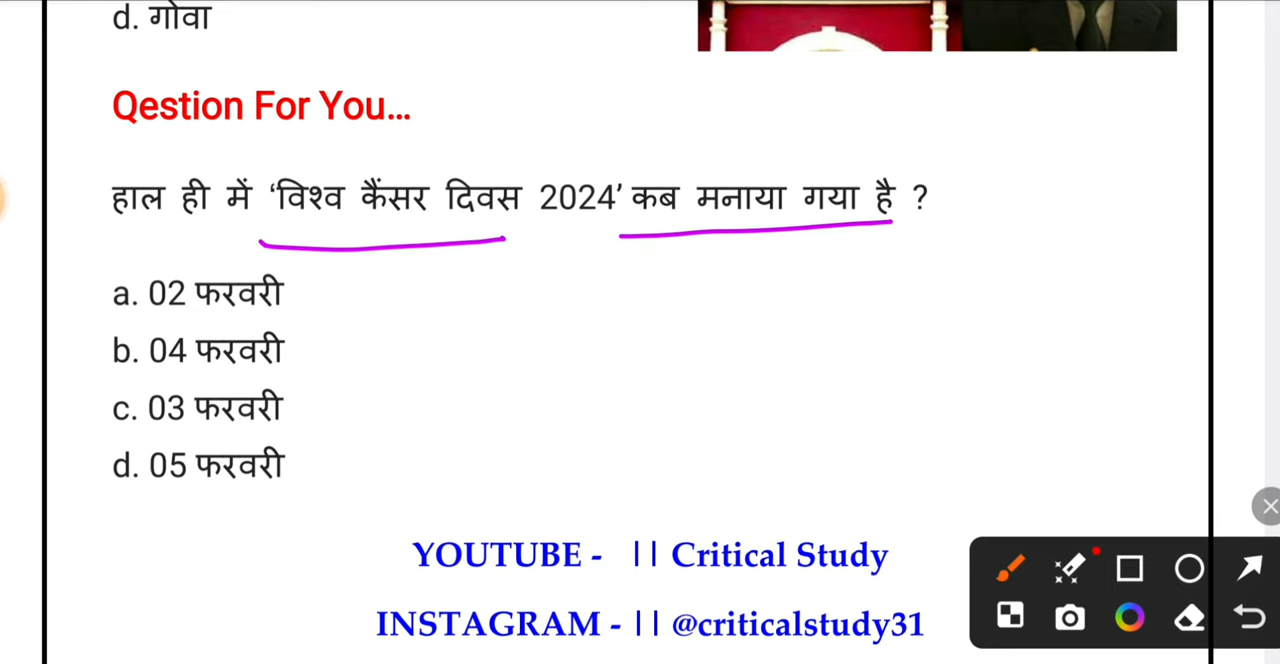 d. गोवा
Qestion For You...
हाल ही में ‘विश्व कैंसर दिवस 2024’ कब मनाया गया है ?
a. 02 फरवरी
b. 04 फरवरी
c. 03 फरवरी
d. 05 फरवरी
YOUTUBE - || Critical Study
INSTAGRAM - || @criticalstudy31